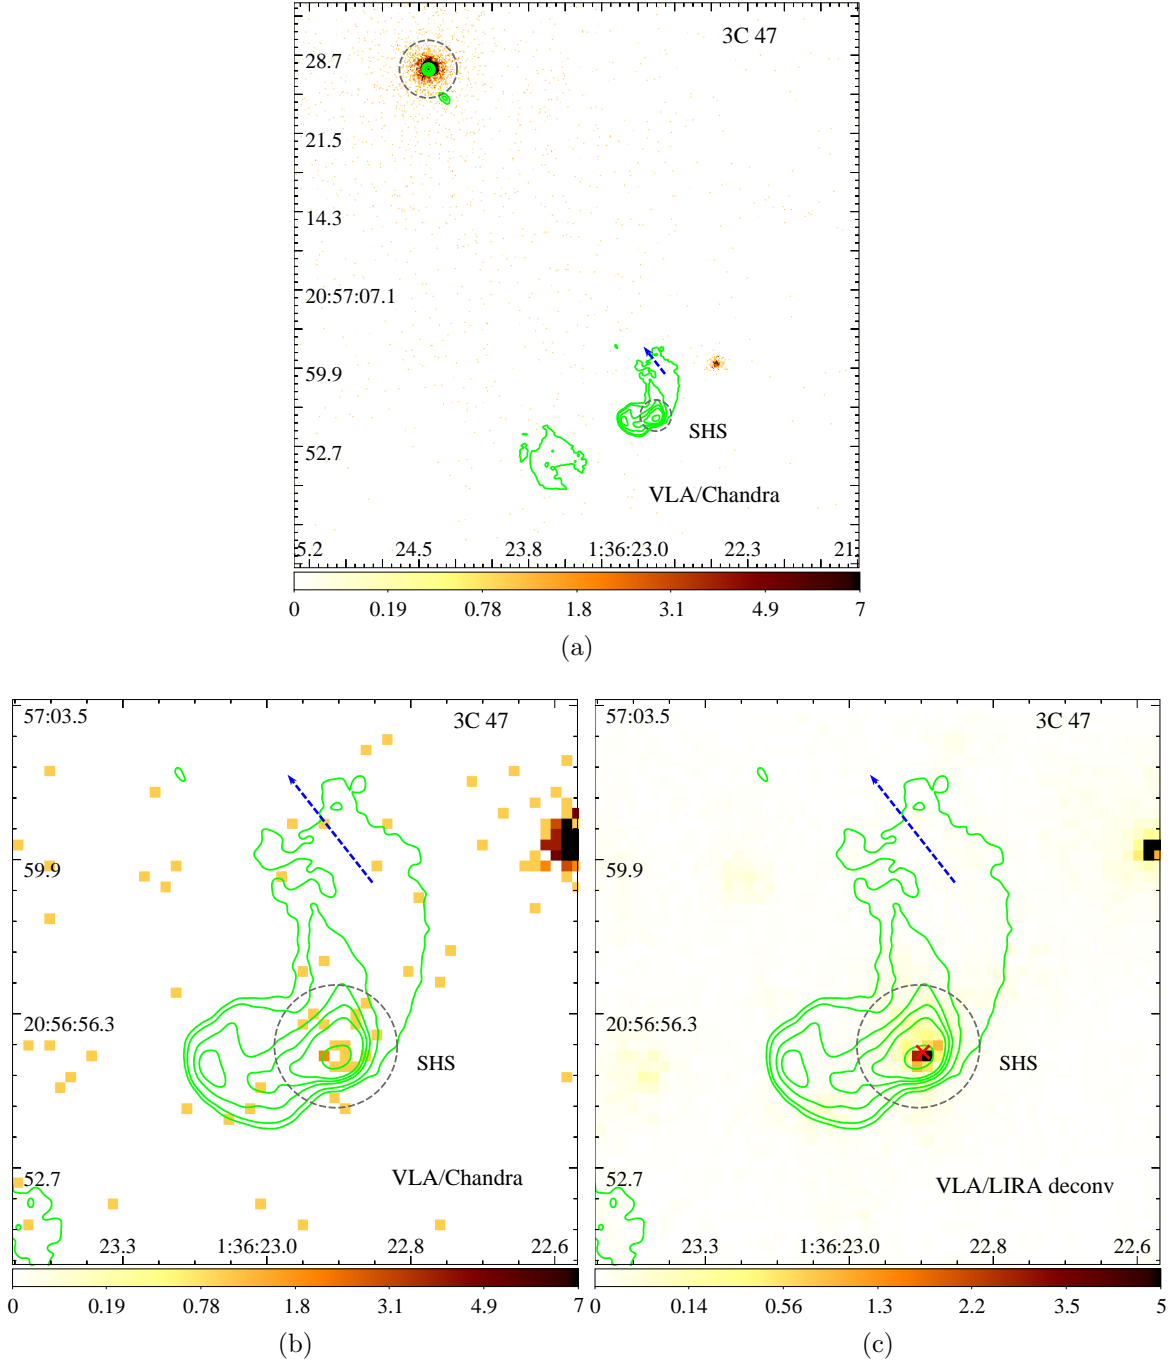 3C 47
28.7
21.5
14.3
20:57:07.1
59.9
52.7
SHS
VLA/Chandra
5.2 24.5 23.8 1:36:23.0 22.3 21.
0 0.19 0.78 1.8 3.1 4.9 7
(a)
57:03.5
3C 47
59.9
20:56:56.3
SHS
52.7
VLA/Chandra
23.3 1:36:23.0 22.8 22.6
0 0.19 0.78 1.8 3.1 4.9 7
(b)
57:03.5
3C 47
59.9
20:56:56.3
SHS
52.7
VLA/LIRA deconv
23.3 1:36:23.0 22.8 22.6
0 0.14 0.56 1.3 2.2 3.5 5
(c)